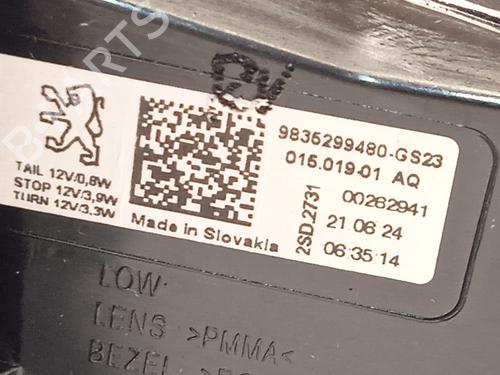 9835299480-GS23
015.019-01 AQ
00262941
2SD.2731
21 06 24
06:35:14
TAIL 12V/0,8W
STOP 12V/3,9W
TURN 12V/3.3W
Made in Slovakia
LOW
LENS >PMMA<
BEZEL